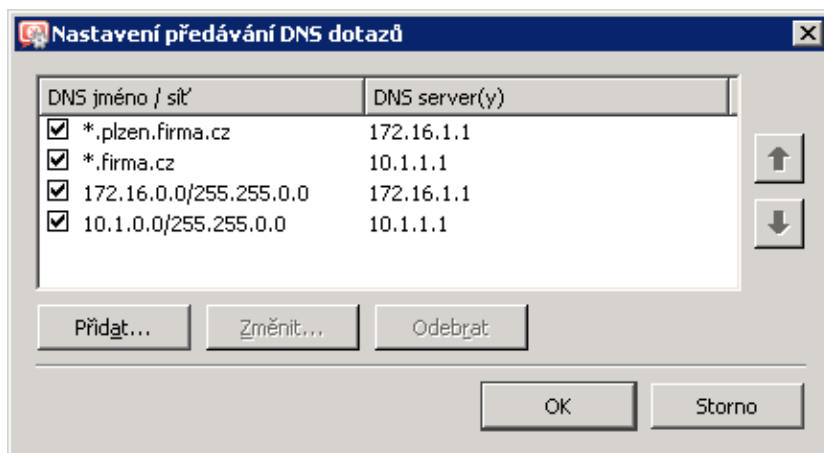 Nastavení předávání DNS dotazů
DNS jméno / síť DNS server(y)
*.plzen.firma.cz 172.16.1.1
*.firma.cz 10.1.1.1
172.16.0.0/255.255.0.0 172.16.1.1
10.1.0.0/255.255.0.0 10.1.1.1
Přidat... Změnit... Odebrat
OK Storno